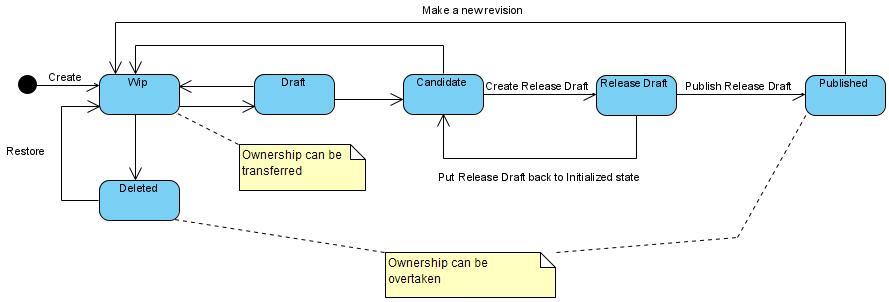 Make a new revision
Create
Wip
Draft
Candidate
Create Release Draft
Release Draft
Publish Release Draft
Published
Restore
Ownership can be
transferred
Put Release Draft back to Initialized state
Deleted
Ownership can be
overtaken